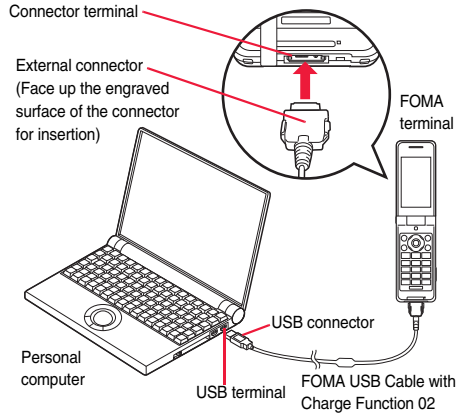 Connector terminal
External connector
(Face up the engraved
surface of the connector
for insertion)
FOMA
terminal
USB connector
Personal
computer
USB terminal
FOMA USB Cable with
Charge Function 02